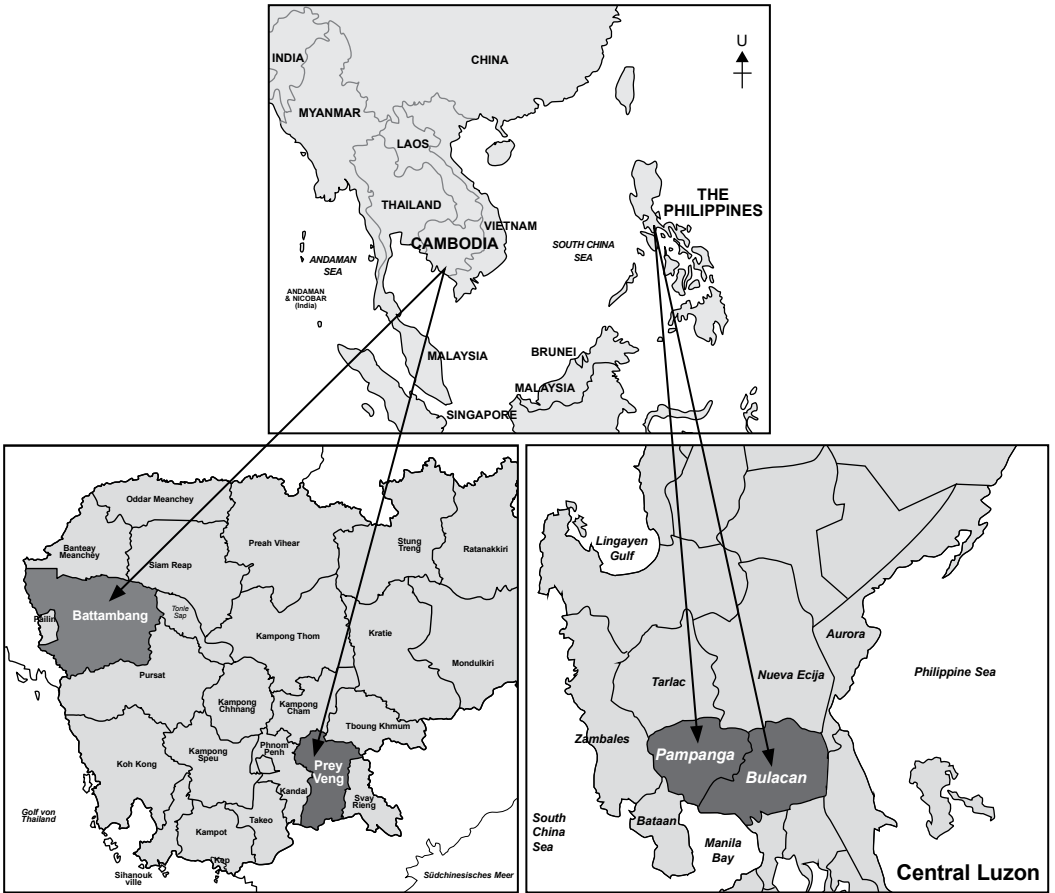 U
INDIA
CHINA
MYANMAR
LAOS
THAILAND
VIETNAM
CAMBODIA
THE
PHILIPPINES
SOUTH CHINA
SEA
ANDAMAN
SEA
ANDAMAN
& NICOBAR
(India)
MALAYSIA
BRUNEI
MALAYSIA
SINGAPORE
Oddar Meanchey
Banteay
Meanchey
Siam Reap
Preah Vihear
Stung
Treng
Ratanakkiri
Battambang
Pailin
Tonle
Sap
Kampong Thom
Kratie
Mondulkiri
Pursat
Kampong
Chhnang
Kampong
Cham
Tboung Khmum
Koh Kong
Kampong
Speu
Phnom
Penh
Prey
Veng
Kandal
Svay
Rieng
Takeo
Kampot
Kep
Sihanouk
ville
Golf von
Thailand
Südchinesisches Meer
Lingayen
Gulf
Aurora
Tarlac
Nueva Ecija
Philippine Sea
Zambales
Pampanga
Bulacan
South
China
Sea
Bataan
Manila
Bay
Central Luzon